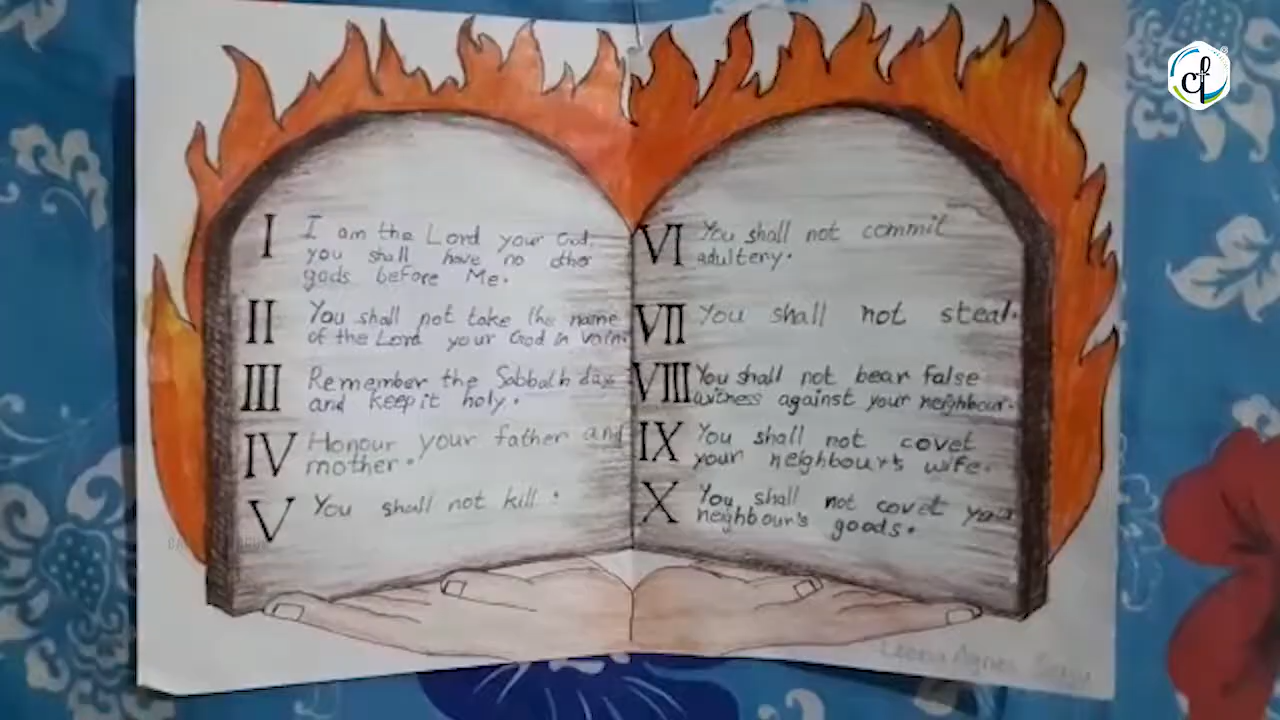 I I am the Lord your God,
you shall have no other
gods before Me.
II You shall not take the name
of the Lord your God in vain.
III Remember the Sabbath day
and keep it holy.
IV Honour your father and
mother.
V You shall not kill.
VI You shall not commit
adultery.
VII You shall not steal.
VIII You shall not bear false
witness against your neighbour.
IX You shall not covet
your neighbour's wife.
X You shall not covet your
neighbour's goods.
Agnes
cf